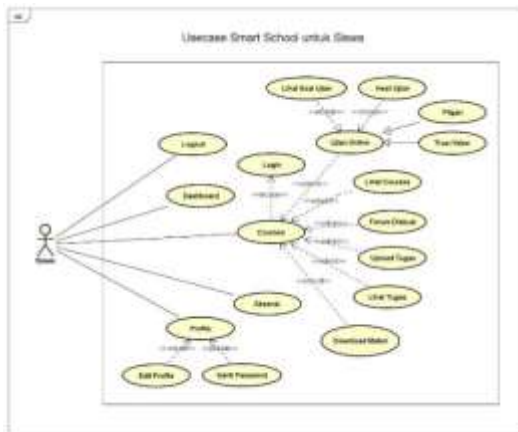 uc
Usecase Smart School untuk Siswa
Lihat Soal Ujian
Hasil Ujian
Ujian Online
Pilgan
True/False
Logout
Login
Lihat Courses
Dashboard
Forum Diskusi
Courses
Upload Tugas
Siswa
Absensi
Lihat Tugas
Profile
Download Materi
Edit Profile
Ganti Password